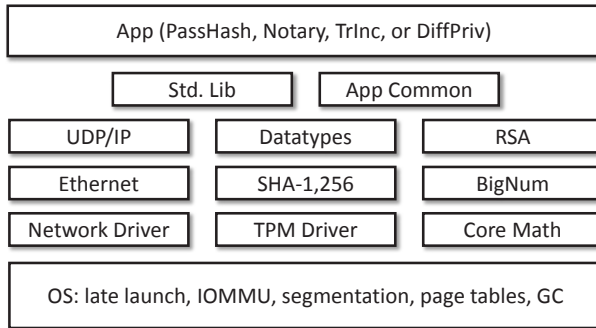 App (PassHash, Notary, TrInc, or DiffPriv)
Std. Lib App Common
UDP/IP Datatypes RSA
Ethernet SHA-1,256 BigNum
Network Driver TPM Driver Core Math
OS: late launch, IOMMU, segmentation, page tables, GC